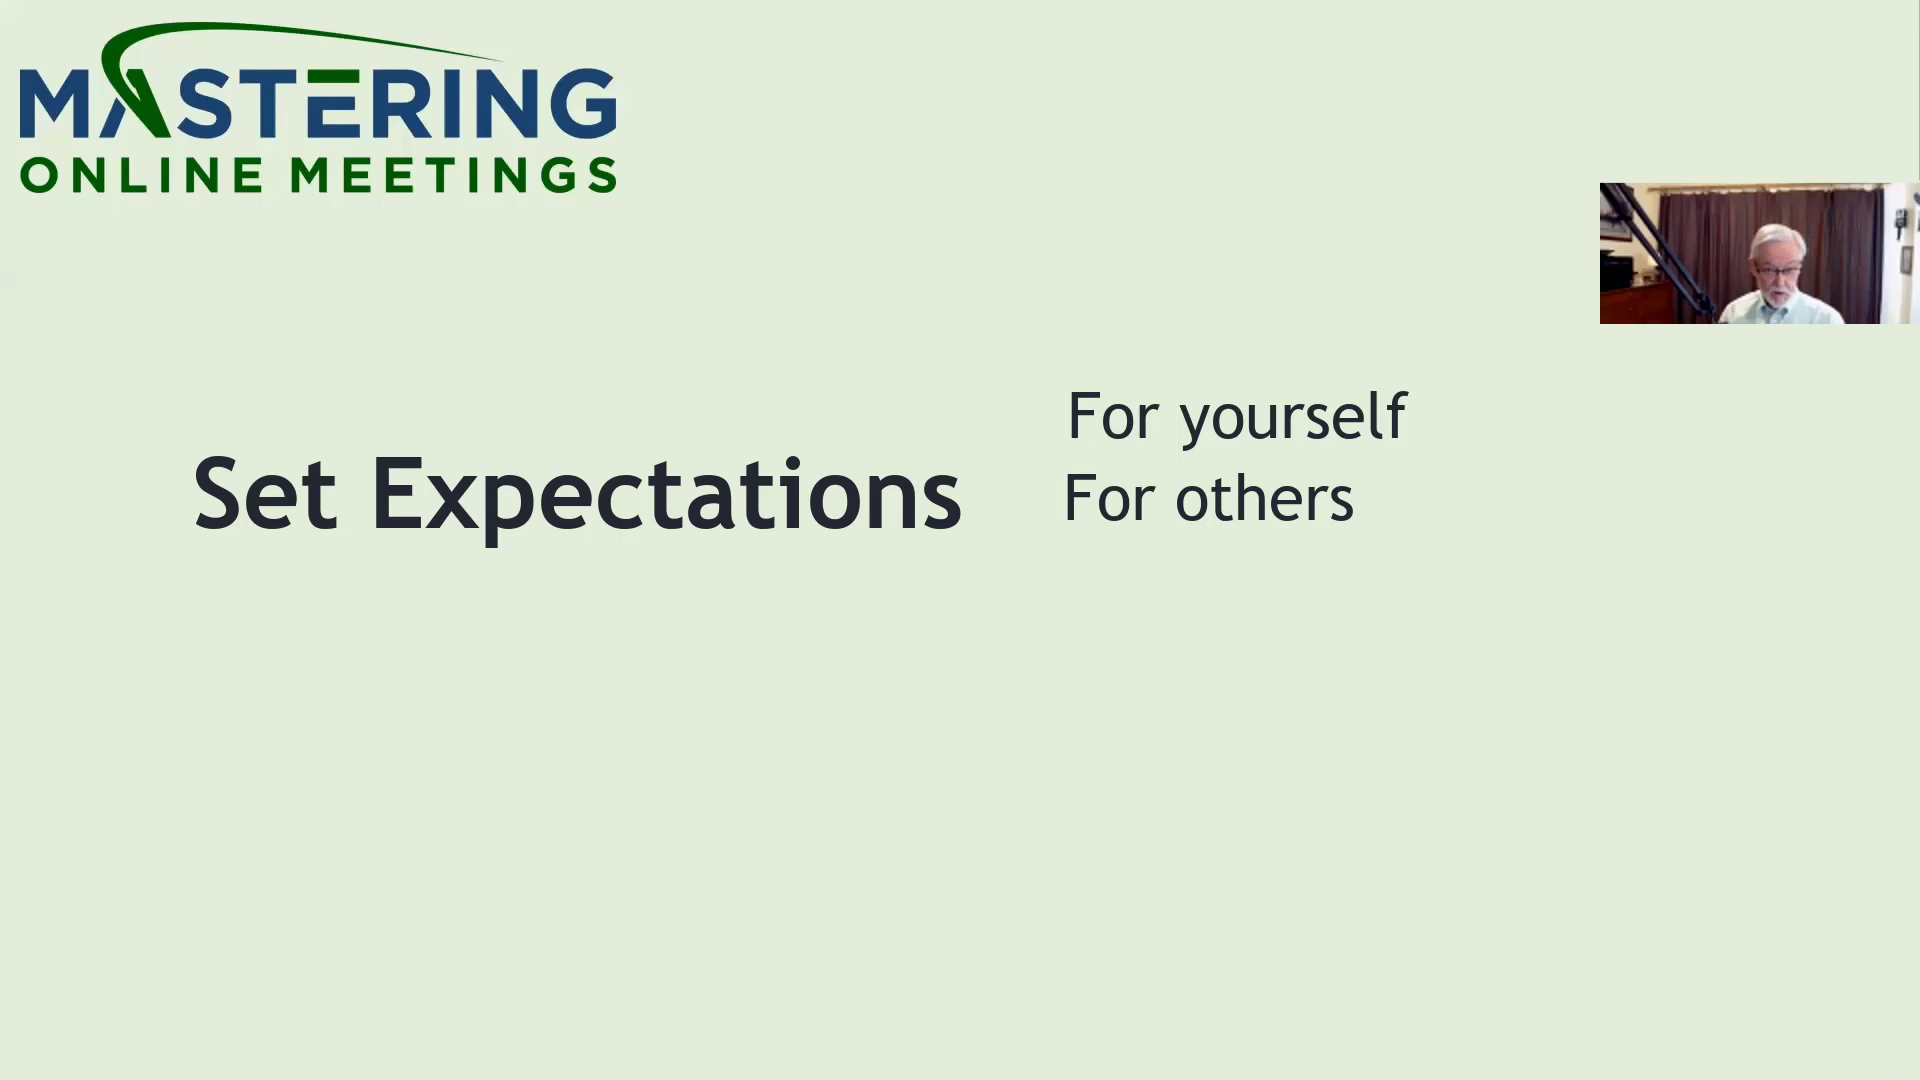 MASTERING
ONLINE MEETINGS
Set Expectations
For yourself
For others